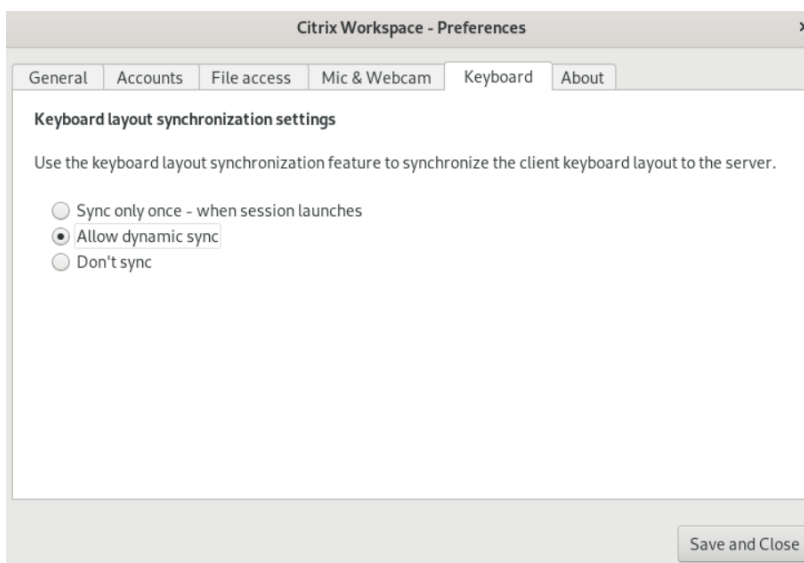 Citrix Workspace - Preferences
General Accounts File access Mic & Webcam Keyboard About
Keyboard layout synchronization settings
Use the keyboard layout synchronization feature to synchronize the client keyboard layout to the server.
Sync only once - when session launches
Allow dynamic sync
Don't sync
Save and Close